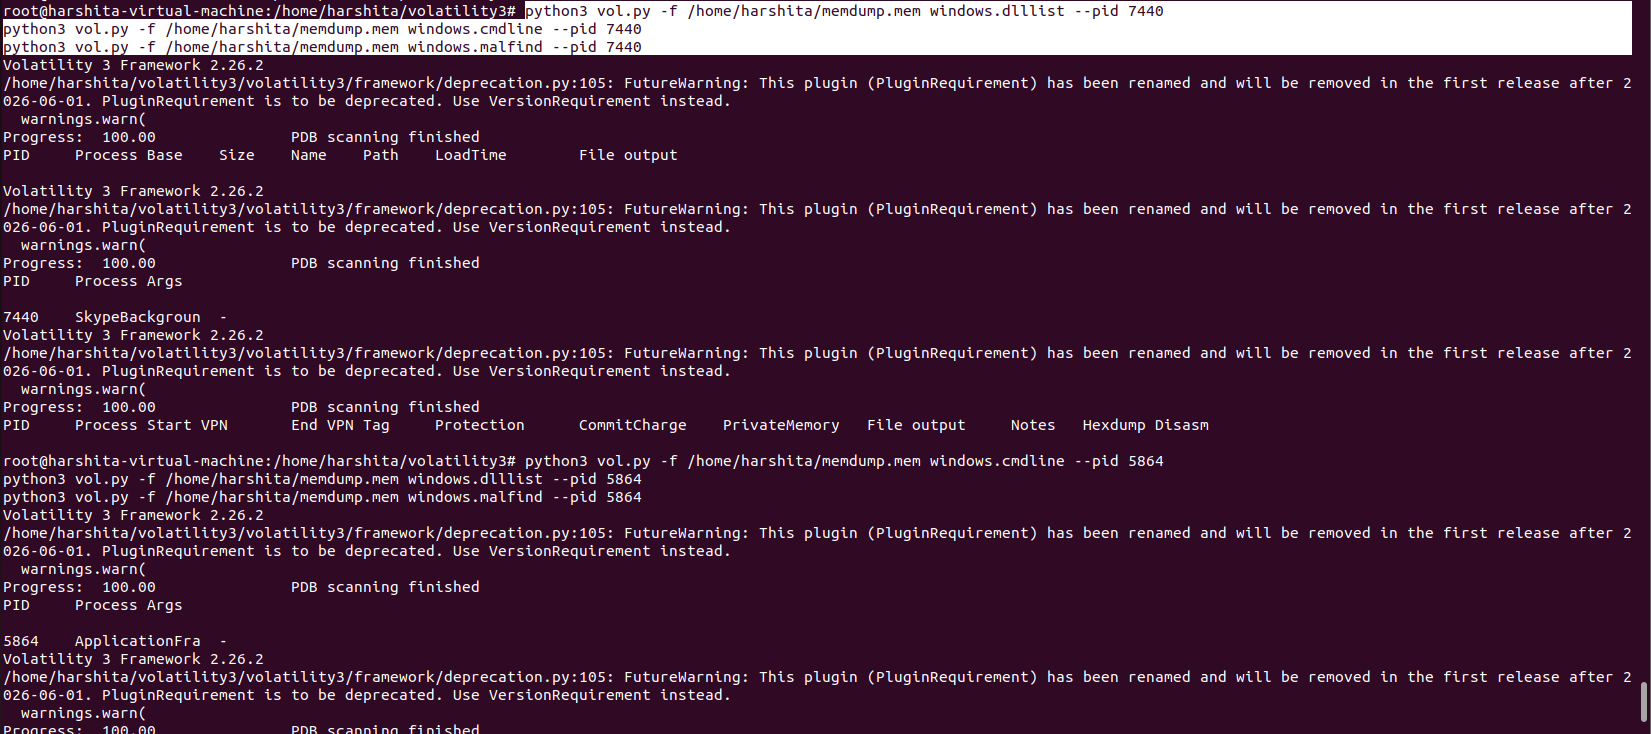 root@harshita-virtual-machine:/home/harshita/volatility3# python3 vol.py -f /home/harshita/memdump.mem windows.dlllist --pid 7440
python3 vol.py -f /home/harshita/memdump.mem windows.cmdline --pid 7440
python3 vol.py -f /home/harshita/memdump.mem windows.malfind --pid 7440
Volatility 3 Framework 2.26.2
/home/harshita/volatility3/volatility3/framework/deprecation.py:105: FutureWarning: This plugin (PluginRequirement) has been renamed and will be removed in the first release after 2
026-06-01. PluginRequirement is to be deprecated. Use VersionRequirement instead.
  warnings.warn(
Progress:  100.00               PDB scanning finished
PID     Process Base    Size    Name    Path    LoadTime        File output

Volatility 3 Framework 2.26.2
/home/harshita/volatility3/volatility3/framework/deprecation.py:105: FutureWarning: This plugin (PluginRequirement) has been renamed and will be removed in the first release after 2
026-06-01. PluginRequirement is to be deprecated. Use VersionRequirement instead.
  warnings.warn(
Progress:  100.00               PDB scanning finished
PID     Process Args

7440    SkypeBackgroun  -
Volatility 3 Framework 2.26.2
/home/harshita/volatility3/volatility3/framework/deprecation.py:105: FutureWarning: This plugin (PluginRequirement) has been renamed and will be removed in the first release after 2
026-06-01. PluginRequirement is to be deprecated. Use VersionRequirement instead.
  warnings.warn(
Progress:  100.00               PDB scanning finished
PID     Process Start VPN       End VPN Tag     Protection      CommitCharge    PrivateMemory   File output     Notes   Hexdump Disasm

root@harshita-virtual-machine:/home/harshita/volatility3# python3 vol.py -f /home/harshita/memdump.mem windows.cmdline --pid 5864
python3 vol.py -f /home/harshita/memdump.mem windows.dlllist --pid 5864
python3 vol.py -f /home/harshita/memdump.mem windows.malfind --pid 5864
Volatility 3 Framework 2.26.2
/home/harshita/volatility3/volatility3/framework/deprecation.py:105: FutureWarning: This plugin (PluginRequirement) has been renamed and will be removed in the first release after 2
026-06-01. PluginRequirement is to be deprecated. Use VersionRequirement instead.
  warnings.warn(
Progress:  100.00               PDB scanning finished
PID     Process Args

5864    ApplicationFra  -
Volatility 3 Framework 2.26.2
/home/harshita/volatility3/volatility3/framework/deprecation.py:105: FutureWarning: This plugin (PluginRequirement) has been renamed and will be removed in the first release after 2
026-06-01. PluginRequirement is to be deprecated. Use VersionRequirement instead.
  warnings.warn(
Progress:  100.00               PDB scanning finished